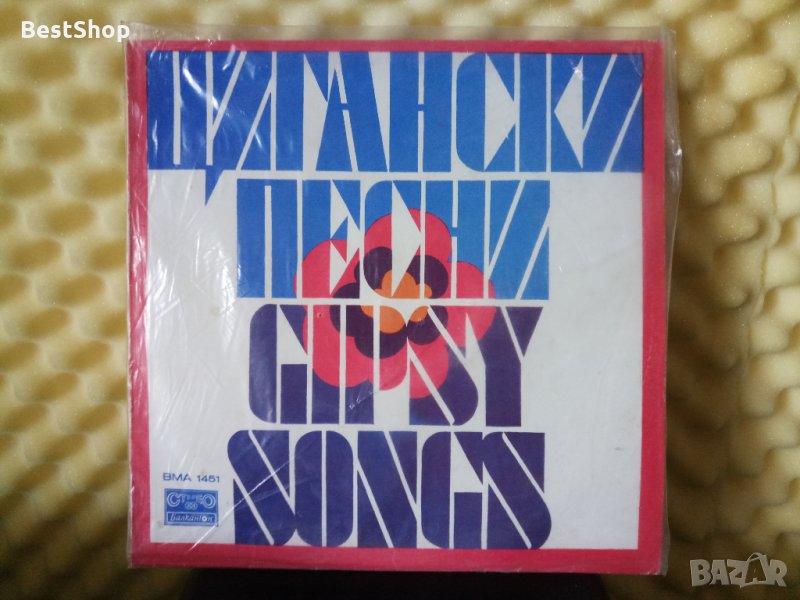 BestShop
ЦИГАНСКИ
ПЕСНИ
GIPSY
SONGS
ВМА 1451
СТЕРЕО
Балкантон
BAZAR